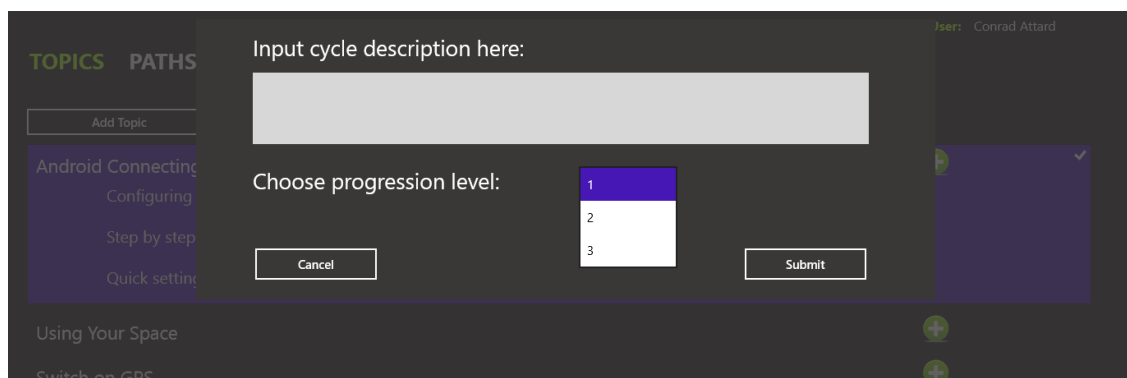 User: Conrad Attard
TOPICS PATHS
Input cycle description here:
Add Topic
Android Connecting
Configuring
Step by step
Quick setting
Choose progression level:
1
2
3
Cancel
Submit
Using Your Space
Switch on GPS